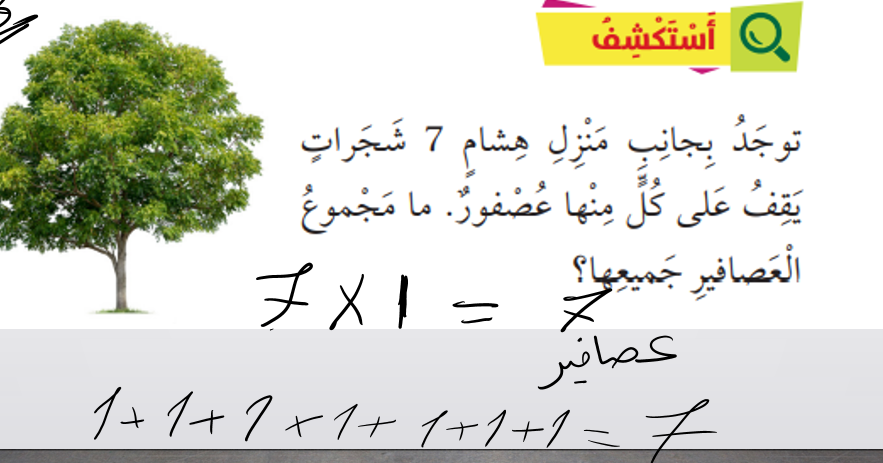 أَسْتَكْشِفُ
توجَدُ بِجانِبِ مَنْزِلِ هِشامٍ 7 شَجَراتٍ
يَقِفُ عَلى كُلٍّ مِنْها عُصْفورٌ. ما مَجْموعُ
الْعَصافيرِ جَميعِها؟
7 × 1 = 7
عصافير
1+1+1×1+1+1+1=7